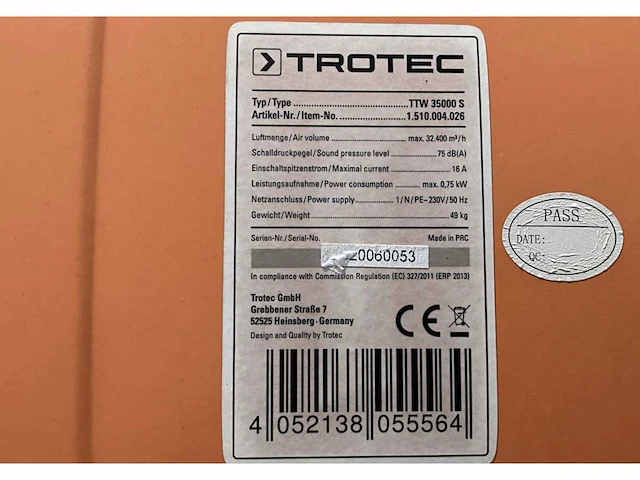 TROTEC
Typ/Type ........................ TTW 35000 S
Artikel-Nr./Item-No. ........................ 1.510.004.026
Luftmenge/Air volume ........................ max. 32.400 m³/h
Schalldruckpegel/Sound pressure level ........................ 75 dB(A)
Einschaltspitzenstrom/Maximal current ........................ 16 A
Leistungsaufnahme/Power consumption ........................ max. 0,75 kW
Netzanschluss/Power supply ........................ 1/N/PE~230V/50 Hz
Gewicht/Weight ........................ 49 kg
Serien-Nr./Serial-No. Made in PRC
20060053
In compliance with Commission Regulation (EC) 327/2011 (ERP 2013)
Trotec GmbH
Grebbener Straße 7
52525 Heinsberg · Germany
Design and Quality by Trotec
CE
4 052138 055564
PASS
DATE:
QC: